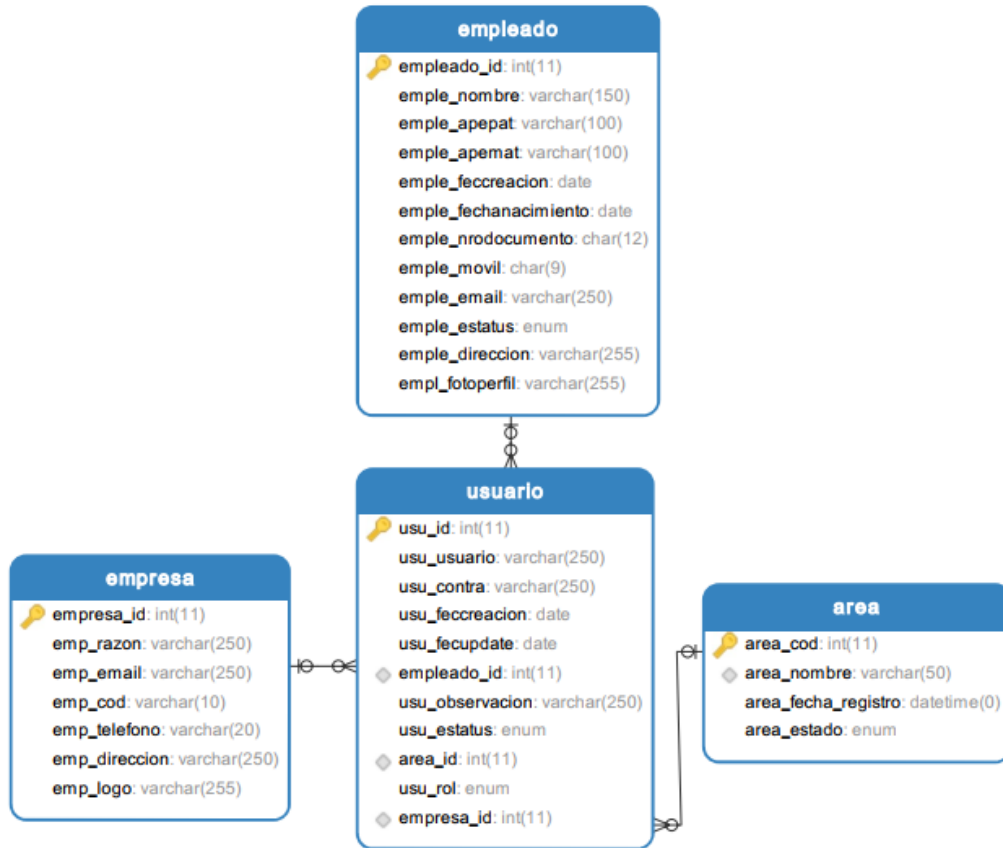 empleado
empleado_id: int(11)
emple_nombre: varchar(150)
emple_apepat: varchar(100)
emple_apemat: varchar(100)
emple_feccreacion: date
emple_fechanacimiento: date
emple_nrodocumento: char(12)
emple_movil: char(9)
emple_email: varchar(250)
emple_estatus: enum
emple_direccion: varchar(255)
empl_fotoperfil: varchar(255)
usuario
usu_id: int(11)
usu_usuario: varchar(250)
usu_contra: varchar(250)
usu_feccreacion: date
usu_fecupdate: date
empleado_id: int(11)
usu_observacion: varchar(250)
usu_estatus: enum
area_id: int(11)
usu_rol: enum
empresa_id: int(11)
empresa
empresa_id: int(11)
emp_razon: varchar(250)
emp_email: varchar(250)
emp_cod: varchar(10)
emp_telefono: varchar(20)
emp_direccion: varchar(250)
emp_logo: varchar(255)
area
area_cod: int(11)
area_nombre: varchar(50)
area_fecha_registro: datetime(0)
area_estado: enum